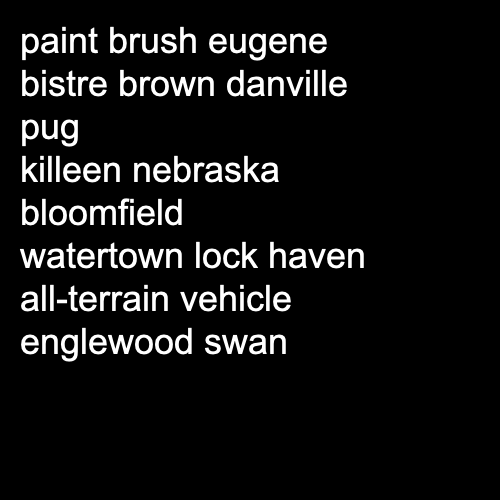 paint brush eugene
bistre brown danville
pug
killeen nebraska
bloomfield
watertown lock haven
all-terrain vehicle
englewood swan